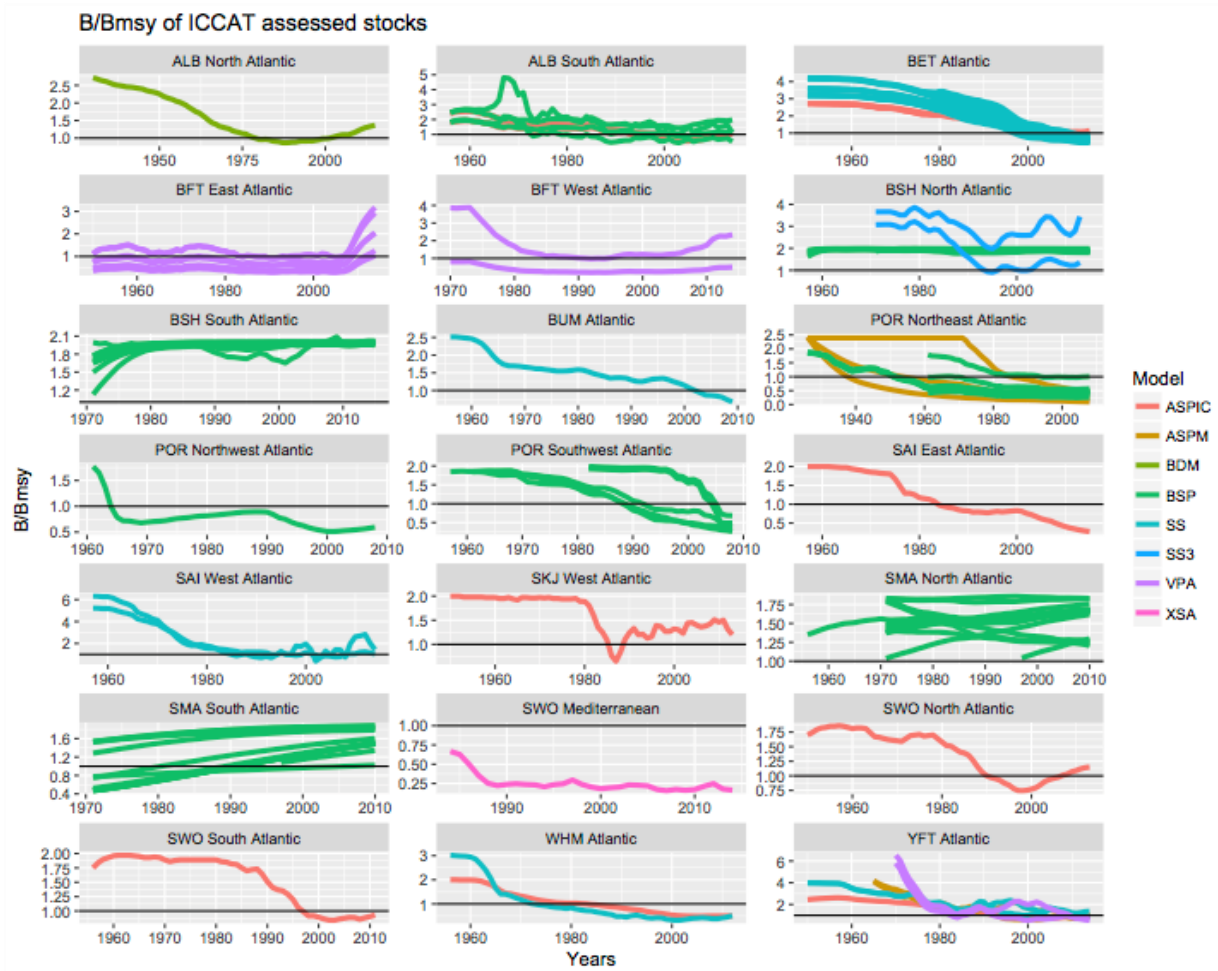 B/Bmsy of ICCAT assessed stocks
ALB North Atlantic
2.5
2.0
1.5
1.0
1950 1975 2000
ALB South Atlantic
5
4
3
2
1
1960 1980 2000
BET Atlantic
4
3
2
1
1960 1980 2000
BFT East Atlantic
3
2
1
1960 1980 2000
BFT West Atlantic
4
3
2
1
1970 1980 1990 2000 2010
BSH North Atlantic
4
3
2
1
1960 1980 2000
BSH South Atlantic
2.1
1.8
1.5
1.2
1970 1980 1990 2000 2010
BUM Atlantic
2.5
2.0
1.5
1.0
1960 1970 1980 1990 2000 2010
POR Northeast Atlantic
2.5
2.0
1.5
1.0
0.5
0.0
1940 1960 1980 2000
POR Northwest Atlantic
1.5
1.0
0.5
1960 1970 1980 1990 2000 2010
POR Southwest Atlantic
2.0
1.5
1.0
0.5
1960 1970 1980 1990 2000 2010
SAI East Atlantic
2.0
1.5
1.0
0.5
1960 1980 2000
SAI West Atlantic
6
4
2
1960 1980 2000
SKJ West Atlantic
2.0
1.5
1.0
1960 1980 2000
SMA North Atlantic
1.75
1.50
1.25
1.00
1960 1970 1980 1990 2000 2010
SMA South Atlantic
1.6
1.2
0.8
0.4
1970 1980 1990 2000 2010
SWO Mediterranean
1.00
0.75
0.50
0.25
1990 2000 2010
SWO North Atlantic
1.75
1.50
1.25
1.00
0.75
1960 1980 2000
SWO South Atlantic
2.00
1.75
1.50
1.25
1.00
1960 1970 1980 1990 2000 2010
WHM Atlantic
3
2
1
1960 1980 2000
YFT Atlantic
6
4
2
1960 1980 2000
B/Bmsy
Years
Model
ASPIC
ASPM
BDM
BSP
SS
SS3
VPA
XSA